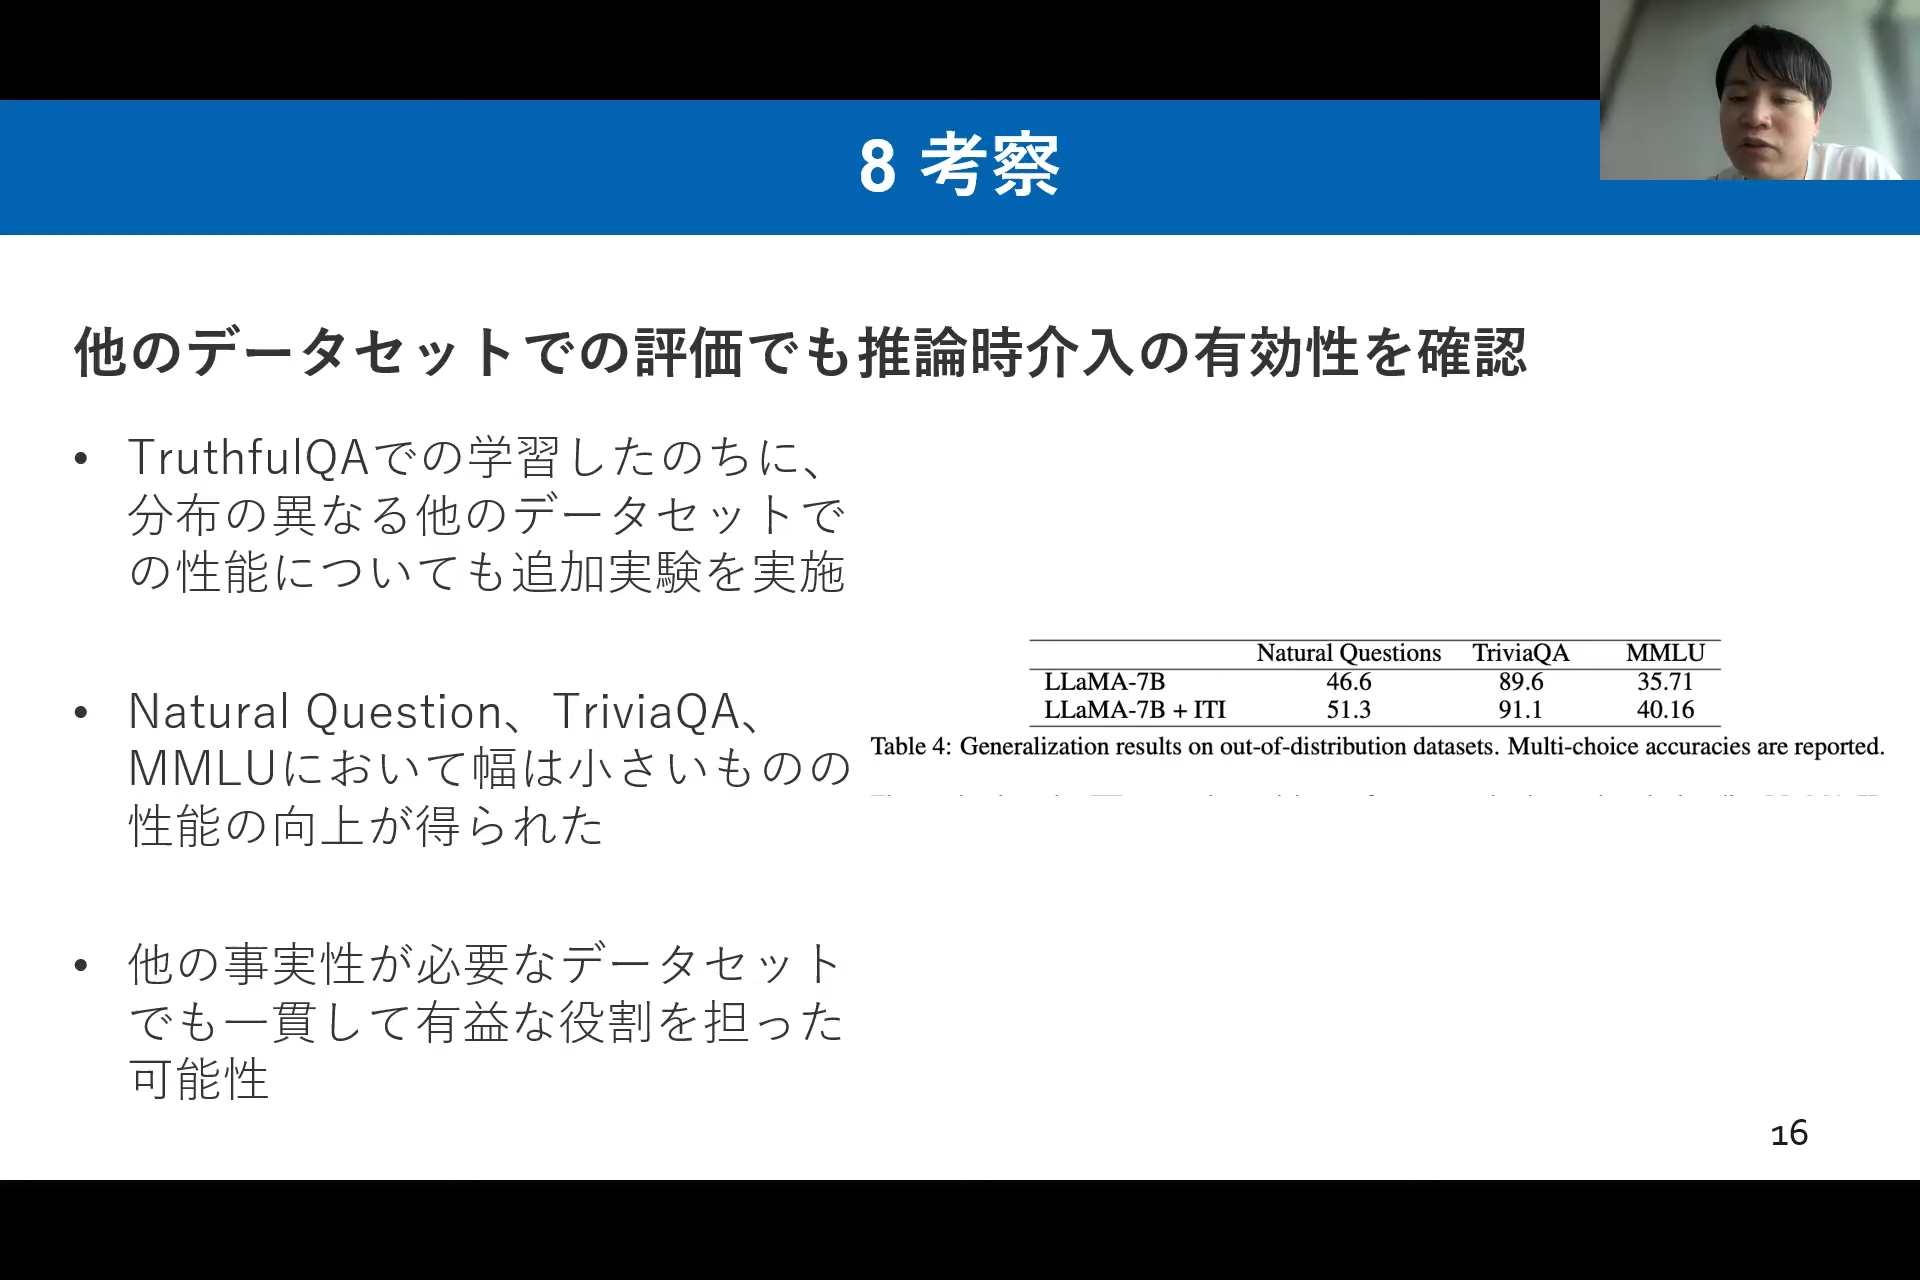 8 考察
他のデータセットでの評価でも推論時介入の有効性を確認
• TruthfulQAでの学習したのちに、
分布の異なる他のデータセットで
の性能についても追加実験を実施
• Natural Question、TriviaQA、
MMLUにおいて幅は小さいものの
性能の向上が得られた
• 他の事実性が必要なデータセット
でも一貫して有益な役割を担った
可能性
Natural Questions TriviaQA MMLU
LLaMA-7B 46.6 89.6 35.71
LLaMA-7B + ITI 51.3 91.1 40.16
Table 4: Generalization results on out-of-distribution datasets. Multi-choice accuracies are reported.
16